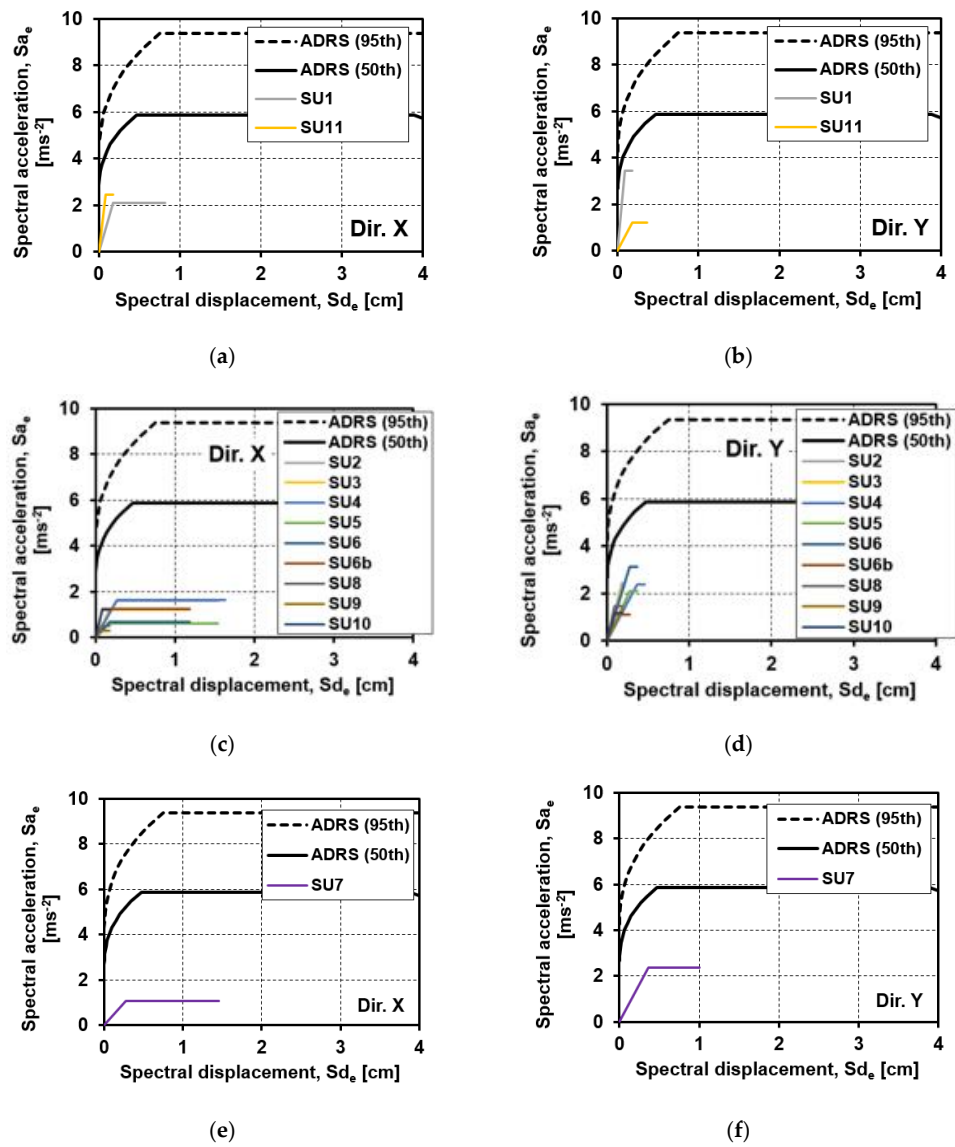 10
8
6
4
2
0
Spectral acceleration, Sae
[ms-2]
ADRS (95th)
ADRS (50th)
SU1
SU11
Dir. X
0 1 2 3 4
Spectral displacement, Sde [cm]
(a)
10
8
6
4
2
0
Spectral acceleration, Sae
[ms-2]
ADRS (95th)
ADRS (50th)
SU1
SU11
Dir. Y
0 1 2 3 4
Spectral displacement, Sde [cm]
(b)
10
8
6
4
2
0
Spectral acceleration, Sae
[ms-2]
Dir. X
ADRS (95th)
ADRS (50th)
SU2
SU3
SU4
SU5
SU6
SU6b
SU8
SU9
SU10
0 1 2 3 4
Spectral displacement, Sde [cm]
(c)
10
8
6
4
2
0
Spectral acceleration, Sae
[ms-2]
Dir. Y
ADRS (95th)
ADRS (50th)
SU2
SU3
SU4
SU5
SU6
SU6b
SU8
SU9
SU10
0 1 2 3 4
Spectral displacement, Sde [cm]
(d)
10
8
6
4
2
0
Spectral acceleration, Sae
[ms-2]
ADRS (95th)
ADRS (50th)
SU7
Dir. X
0 1 2 3 4
Spectral displacement, Sde [cm]
(e)
10
8
6
4
2
0
Spectral acceleration, Sae
[ms-2]
ADRS (95th)
ADRS (50th)
SU7
Dir. Y
0 1 2 3 4
Spectral displacement, Sde [cm]
(f)